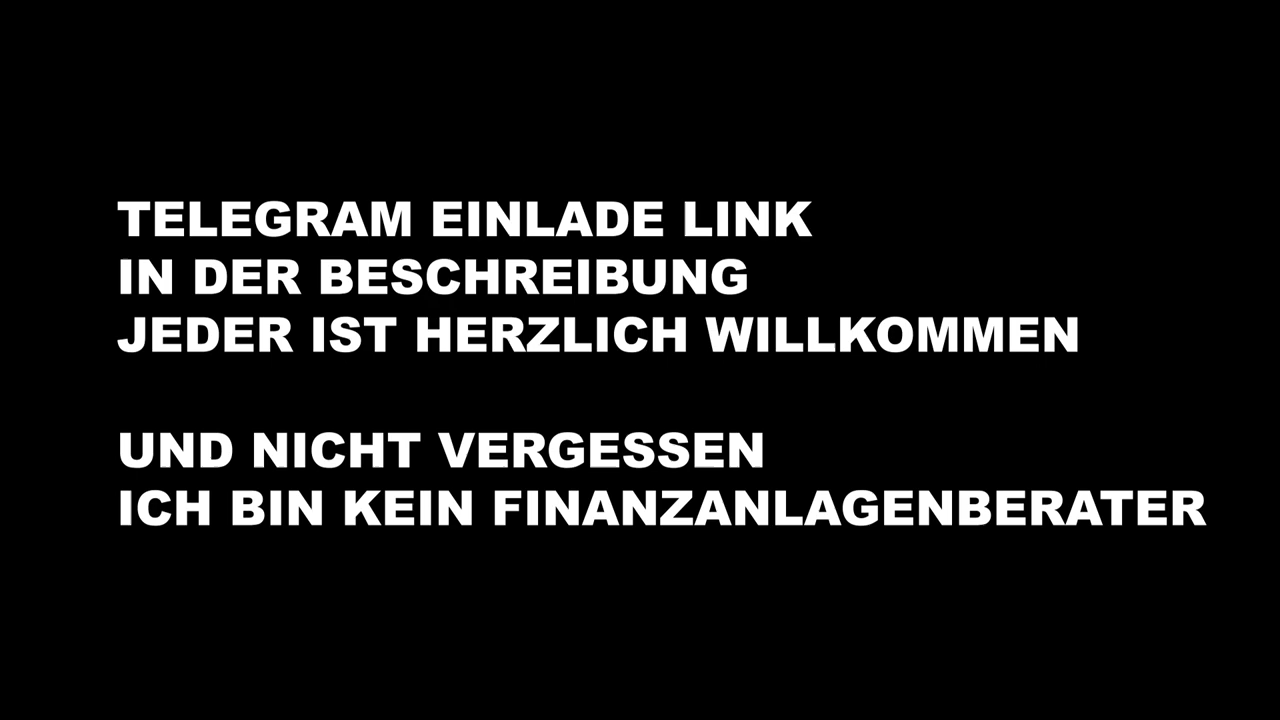 TELEGRAM EINLADE LINK
IN DER BESCHREIBUNG
JEDER IST HERZLICH WILLKOMMEN
UND NICHT VERGESSEN
ICH BIN KEIN FINANZANLAGENBERATER